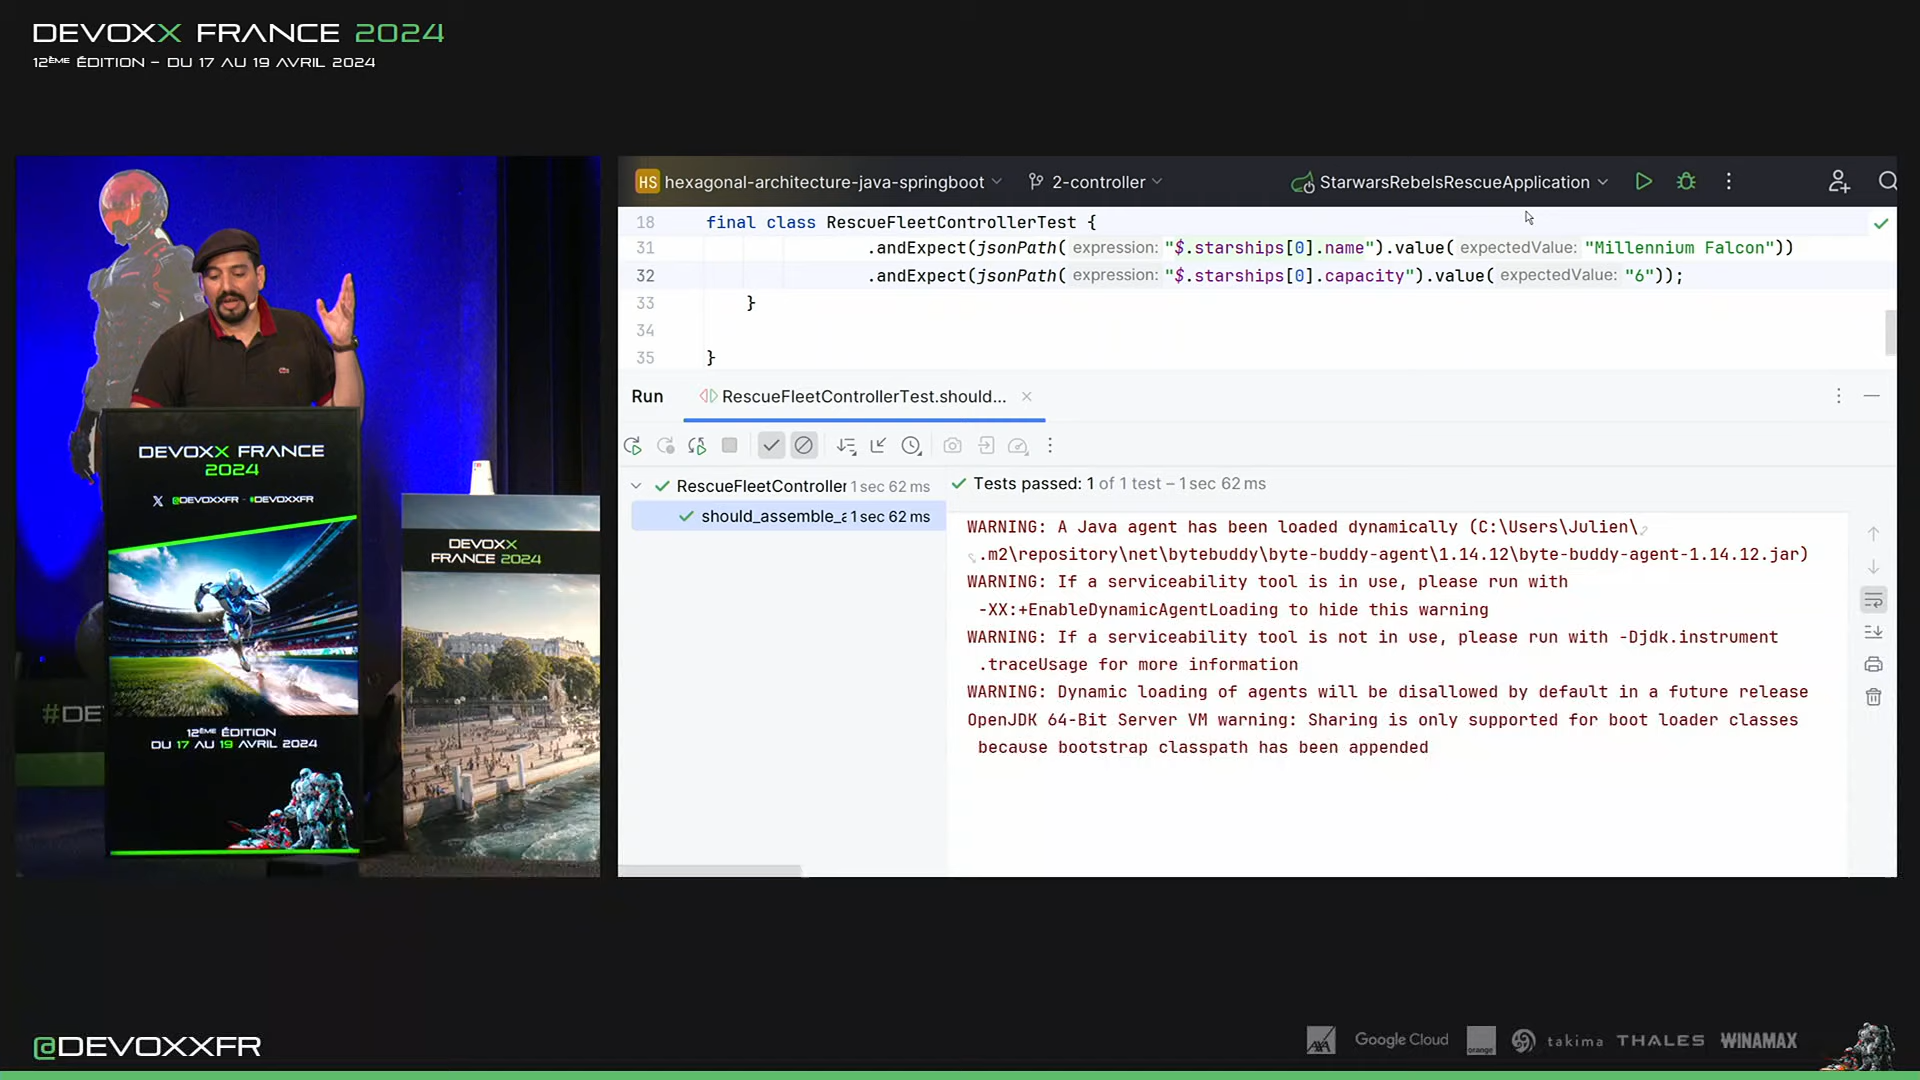 DEVOXX FRANCE 2024
12ÈME ÉDITION - DU 17 AU 19 AVRIL 2024
DEVOXX FRANCE
2024
@DEVOXXFR - #DEVOXXFR
12ÈME ÉDITION
DU 17 AU 19 AVRIL 2024
#DE
DEVOXX
FRANCE 2024
HS hexagonal-architecture-java-springboot 2-controller StarwarsRebelsRescueApplication
18 final class RescueFleetControllerTest {
31 .andExpect(jsonPath( expression: "$.starships[0].name").value( expectedValue: "Millennium Falcon"))
32 .andExpect(jsonPath( expression: "$.starships[0].capacity").value( expectedValue: "6"));
33 }
34
35 }
Run RescueFleetControllerTest.should...
RescueFleetController 1 sec 62 ms
should_assemble_a 1 sec 62 ms
Tests passed: 1 of 1 test – 1 sec 62 ms
WARNING: A Java agent has been loaded dynamically (C:\Users\Julien\
.m2\repository\net\bytebuddy\byte-buddy-agent\1.14.12\byte-buddy-agent-1.14.12.jar)
WARNING: If a serviceability tool is in use, please run with
-XX:+EnableDynamicAgentLoading to hide this warning
WARNING: If a serviceability tool is not in use, please run with -Djdk.instrument
.traceUsage for more information
WARNING: Dynamic loading of agents will be disallowed by default in a future release
OpenJDK 64-Bit Server VM warning: Sharing is only supported for boot loader classes
because bootstrap classpath has been appended
@DEVOXXFR
AXA Google Cloud orange takima THALES WINAMAX